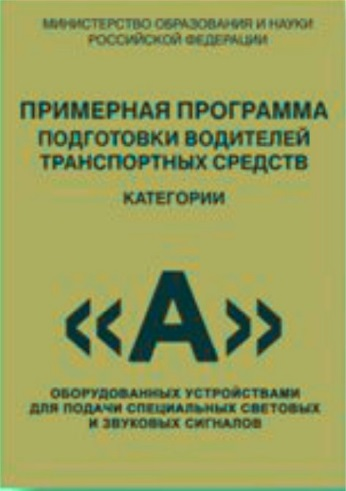 МИНИСТЕРСТВО ОБРАЗОВАНИЯ И НАУКИ
РОССИЙСКОЙ ФЕДЕРАЦИИ
ПРИМЕРНАЯ ПРОГРАММА
ПОДГОТОВКИ ВОДИТЕЛЕЙ
ТРАНСПОРТНЫХ СРЕДСТВ
КАТЕГОРИИ
«А»
ОБОРУДОВАННЫХ УСТРОЙСТВАМИ
ДЛЯ ПОДАЧИ СПЕЦИАЛЬНЫХ СВЕТОВЫХ
И ЗВУКОВЫХ СИГНАЛОВ